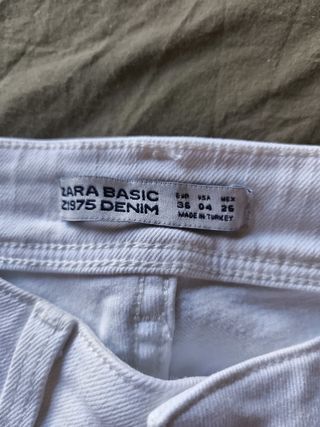 ZARA BASIC
Z1975 DENIM
EUR USA MEX
36 04 26
MADE IN TURKEY